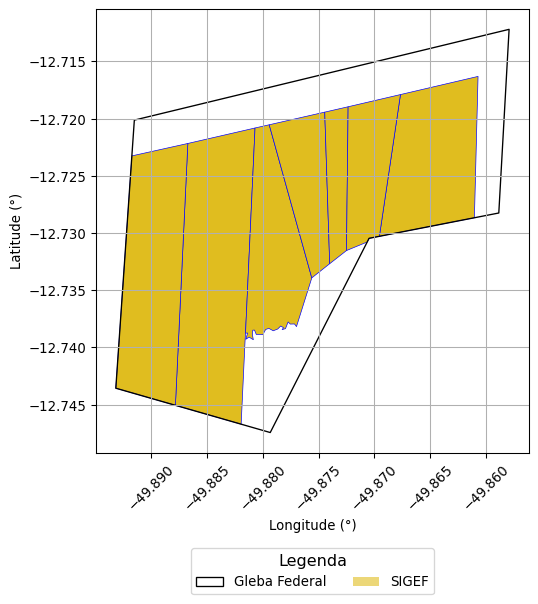 −12.715
−12.720
−12.725
−12.730
−12.735
−12.740
−12.745
Latitude (°)
−49.890
−49.885
−49.880
−49.875
−49.870
−49.865
−49.860
Longitude (°)
Legenda
Gleba Federal
SIGEF